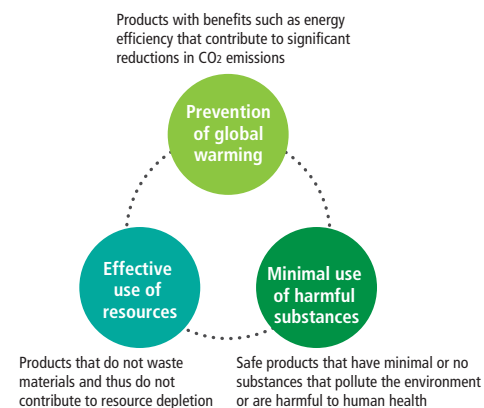 Products with benefits such as energy
efficiency that contribute to significant
reductions in CO2 emissions
Prevention
of global
warming
Effective
use of
resources
Minimal use
of harmful
substances
Products that do not waste
materials and thus do not
contribute to resource depletion
Safe products that have minimal or no
substances that pollute the environment
or are harmful to human health